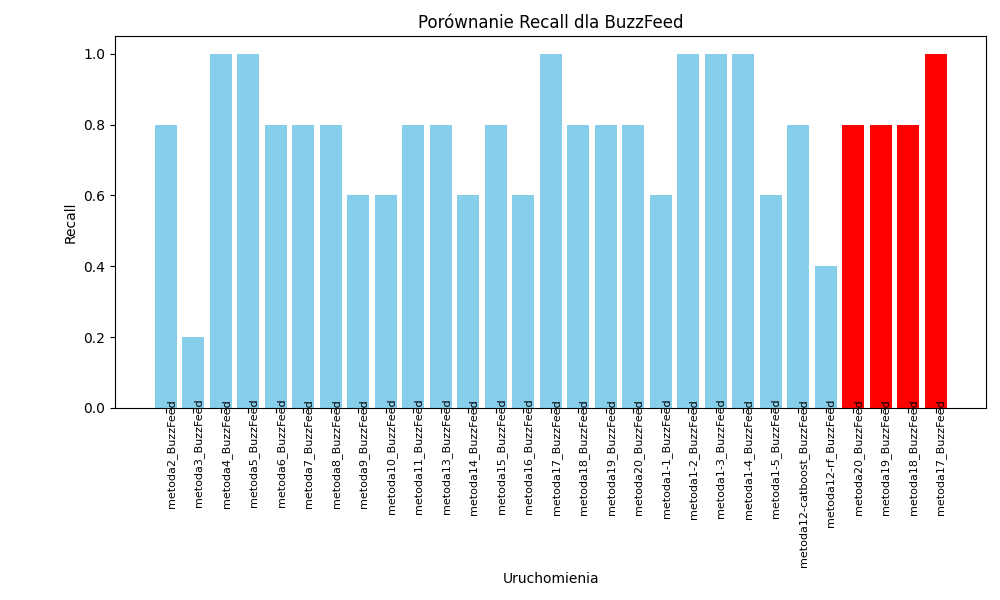 Porównanie Recall dla BuzzFeed
Recall
1.0
0.8
0.6
0.4
0.2
0.0
metoda2_BuzzFeed
metoda3_BuzzFeed
metoda4_BuzzFeed
metoda5_BuzzFeed
metoda6_BuzzFeed
metoda7_BuzzFeed
metoda8_BuzzFeed
metoda9_BuzzFeed
metoda10_BuzzFeed
metoda11_BuzzFeed
metoda13_BuzzFeed
metoda14_BuzzFeed
metoda15_BuzzFeed
metoda16_BuzzFeed
metoda17_BuzzFeed
metoda18_BuzzFeed
metoda19_BuzzFeed
metoda20_BuzzFeed
metoda1-1_BuzzFeed
metoda1-2_BuzzFeed
metoda1-3_BuzzFeed
metoda1-4_BuzzFeed
metoda1-5_BuzzFeed
metoda12-catboost_BuzzFeed
metoda12-rf_BuzzFeed
metoda20_BuzzFeed
metoda19_BuzzFeed
metoda18_BuzzFeed
metoda17_BuzzFeed
Uruchomienia